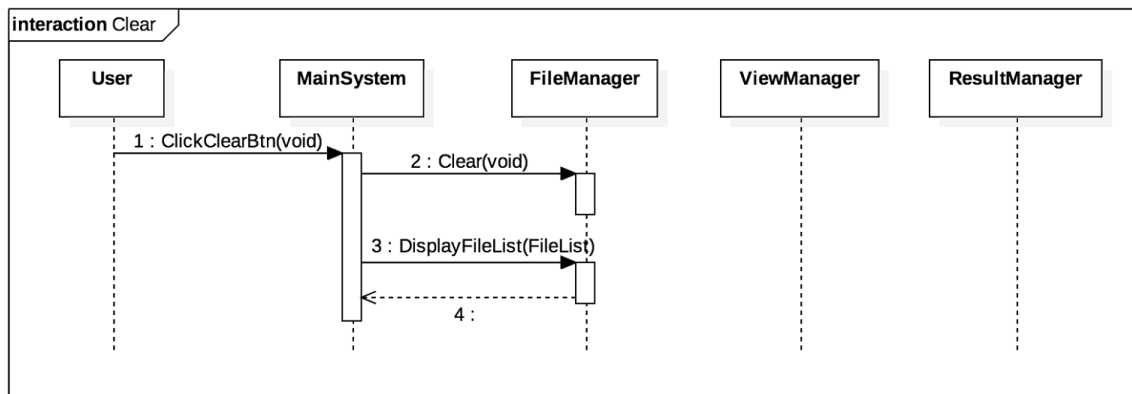 interaction Clear
User
MainSystem
FileManager
ViewManager
ResultManager
1 : ClickClearBtn(void)
2 : Clear(void)
3 : DisplayFileList(FileList)
4 :